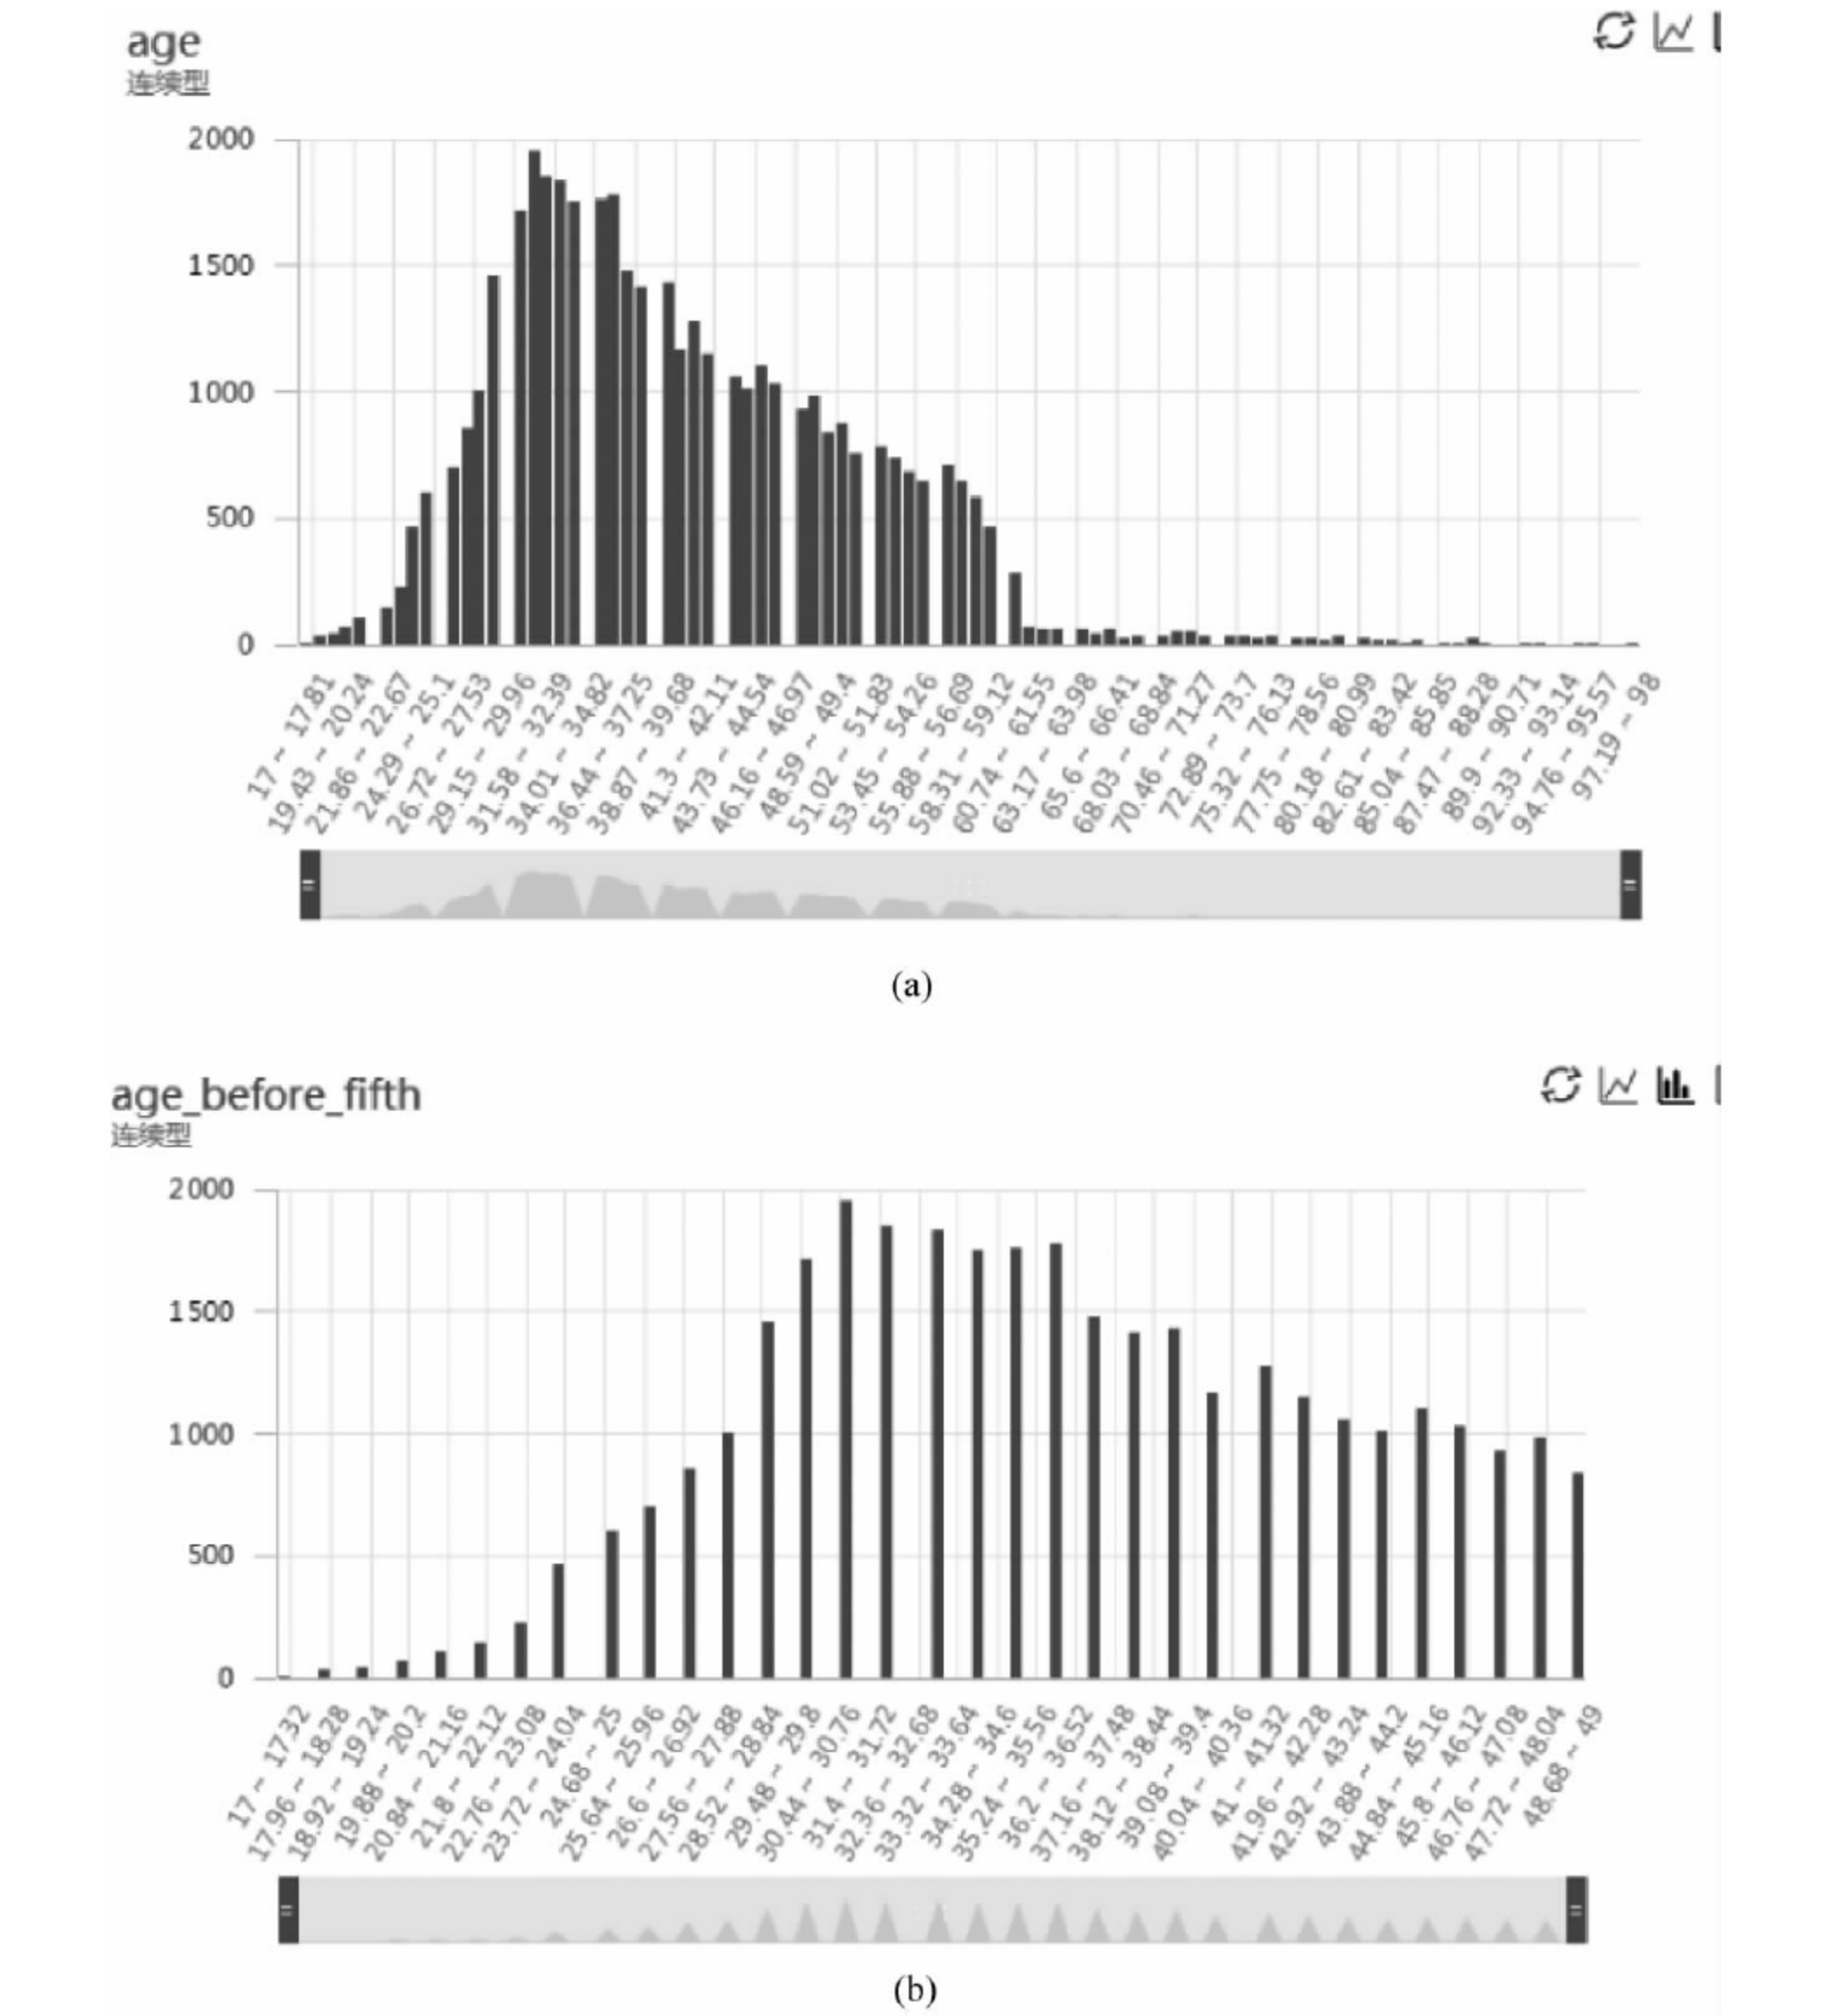 age
连续型
2000
1500
1000
500
0
17 ~ 17.81
19.43 ~ 20.24
21.86 ~ 22.67
24.29 ~ 25.1
26.72 ~ 27.53
29.15 ~ 29.96
31.58 ~ 32.39
34.01 ~ 34.82
36.44 ~ 37.25
38.87 ~ 39.68
41.3 ~ 42.11
43.73 ~ 44.54
46.16 ~ 46.97
48.59 ~ 49.4
51.02 ~ 51.83
53.45 ~ 54.26
55.88 ~ 56.69
58.31 ~ 59.12
60.74 ~ 61.55
63.17 ~ 63.98
65.6 ~ 66.41
68.03 ~ 68.84
70.46 ~ 71.27
72.89 ~ 73.7
75.32 ~ 76.13
77.75 ~ 78.56
80.18 ~ 80.99
82.61 ~ 83.42
85.04 ~ 85.85
87.47 ~ 88.28
89.9 ~ 90.71
92.33 ~ 93.14
94.76 ~ 95.57
97.19 ~ 98
(a)
age_before_fifth
连续型
2000
1500
1000
500
0
17 ~ 17.32
17.96 ~ 18.28
18.92 ~ 19.24
19.88 ~ 20.2
20.84 ~ 21.16
21.8 ~ 22.12
22.76 ~ 23.08
23.72 ~ 24.04
24.68 ~ 25
25.64 ~ 25.96
26.6 ~ 26.92
27.56 ~ 27.88
28.52 ~ 28.84
29.48 ~ 29.8
30.44 ~ 30.76
31.4 ~ 31.72
32.36 ~ 32.68
33.32 ~ 33.64
34.28 ~ 34.6
35.24 ~ 35.56
36.2 ~ 36.52
37.16 ~ 37.48
38.12 ~ 38.44
39.08 ~ 39.4
40.04 ~ 40.36
41 ~ 41.32
41.96 ~ 42.28
42.92 ~ 43.24
43.88 ~ 44.2
44.84 ~ 45.16
45.8 ~ 46.12
46.76 ~ 47.08
47.72 ~ 48.04
48.68 ~ 49
(b)